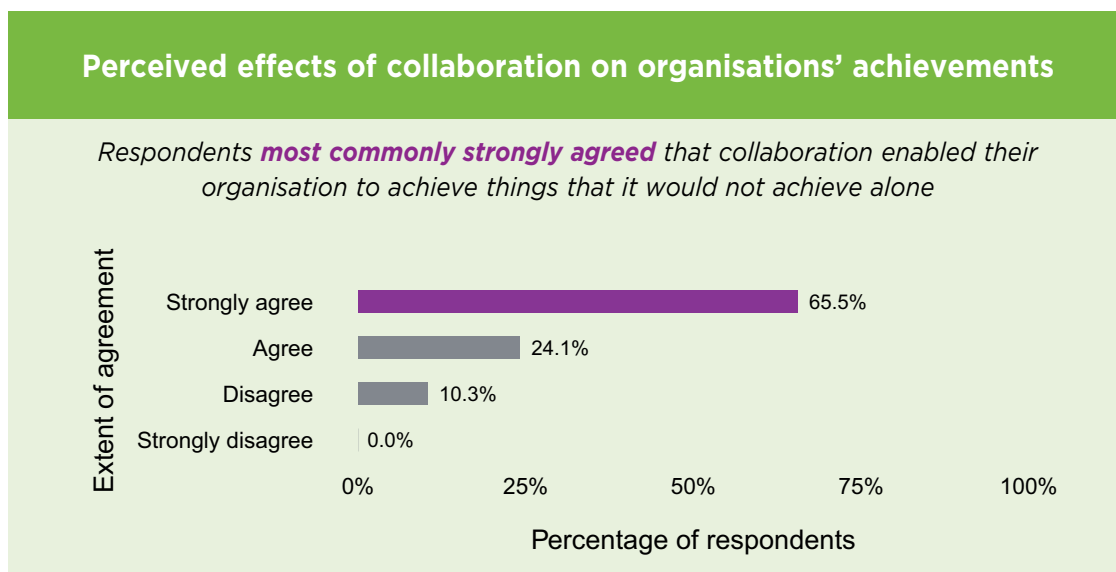 Perceived effects of collaboration on organisations’ achievements
Respondents most commonly strongly agreed that collaboration enabled their
organisation to achieve things that it would not achieve alone
Extent of agreement
Strongly agree 65.5%
Agree 24.1%
Disagree 10.3%
Strongly disagree 0.0%
0% 25% 50% 75% 100%
Percentage of respondents